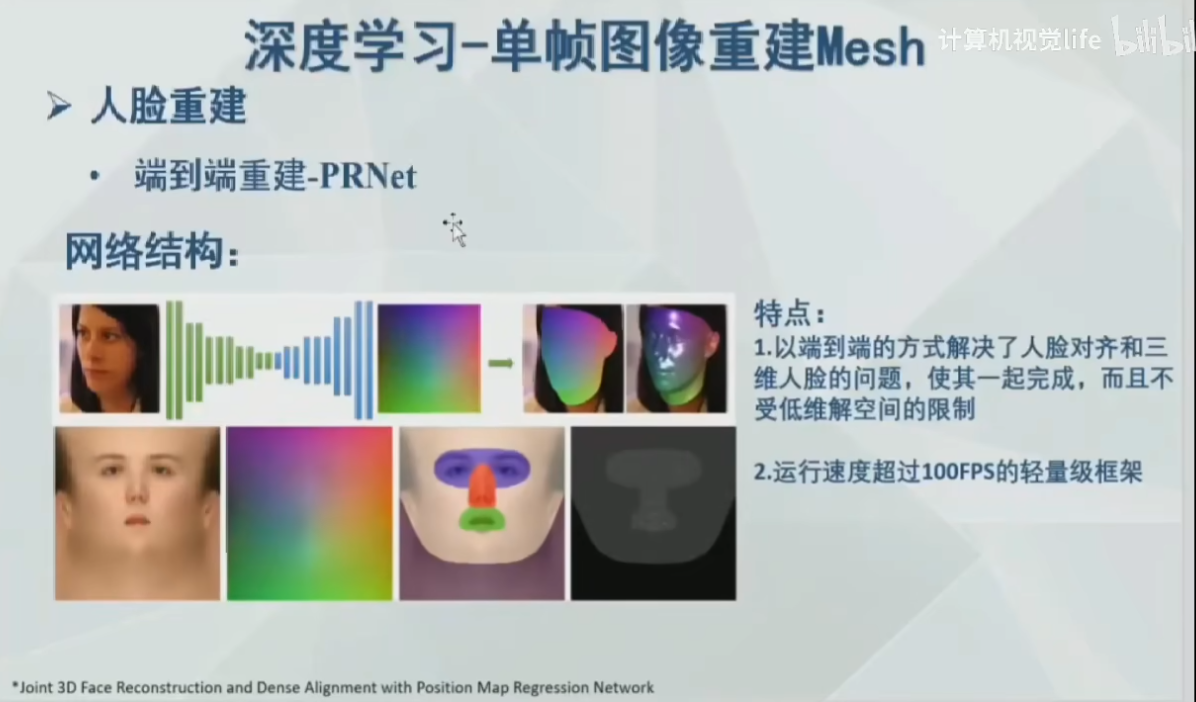 深度学习-单帧图像重建Mesh
计算机视觉life
bilibili
人脸重建
端到端重建-PRNet
网络结构：
特点：
1.以端到端的方式解决了人脸对齐和三
维人脸的问题，使其一起完成，而且不
受低维解空间的限制
2.运行速度超过100FPS的轻量级框架
*Joint 3D Face Reconstruction and Dense Alignment with Position Map Regression Network